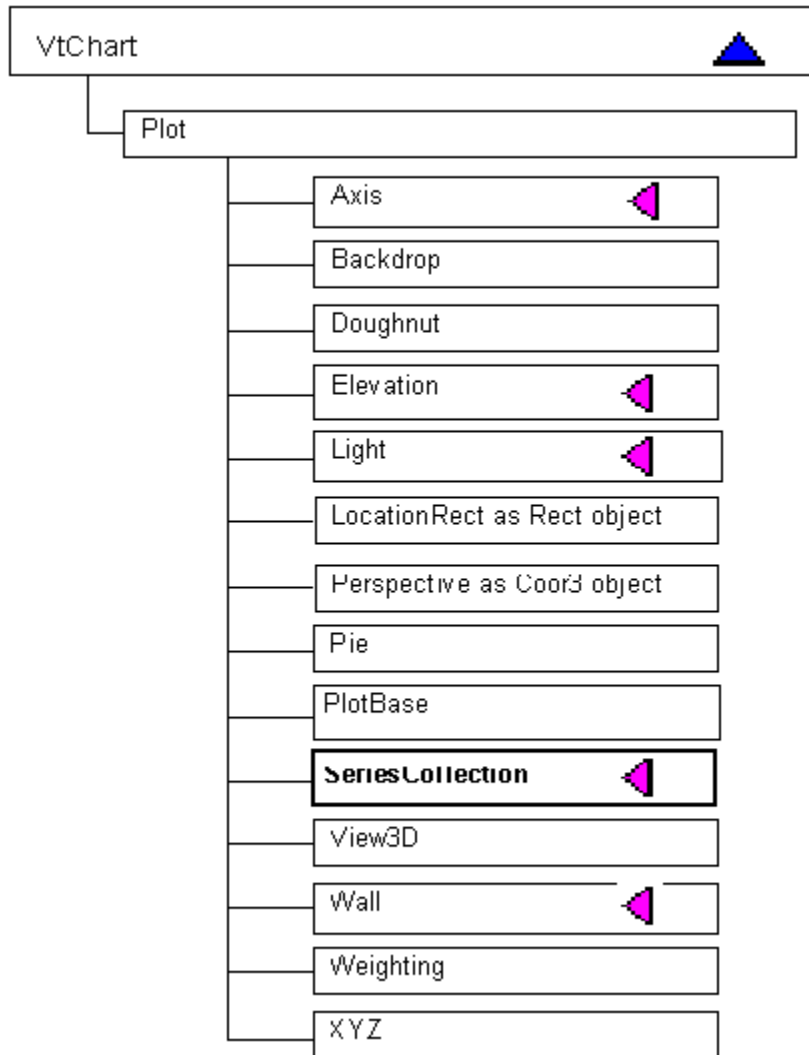 VtChart
Plot
Axis
Backdrop
Doughnut
Elevation
Light
LocationRect as Rect object
Perspective as Coor3 object
Pie
PlotBase
SeriesCollection
View3D
Wall
Weighting
XYZ